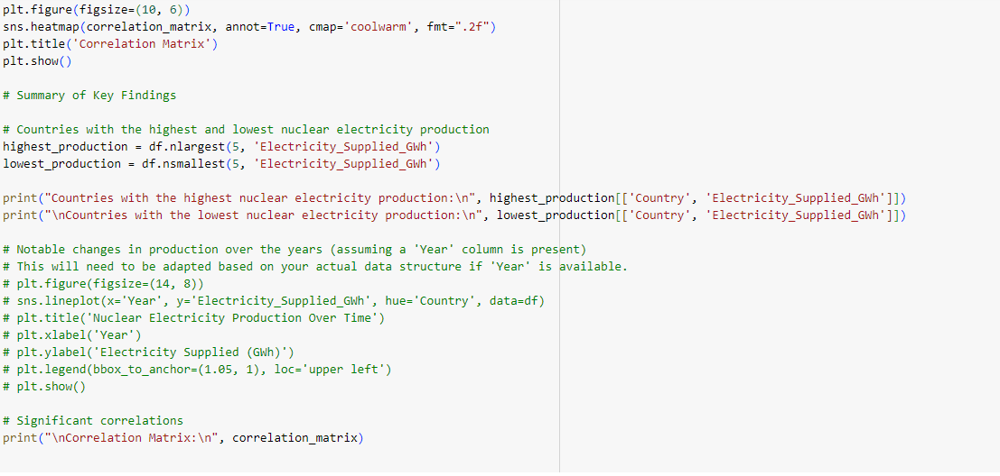 plt.figure(figsize=(10, 6))
sns.heatmap(correlation_matrix, annot=True, cmap='coolwarm', fmt=".2f")
plt.title('Correlation Matrix')
plt.show()
# Summary of Key Findings
# Countries with the highest and lowest nuclear electricity production
highest_production = df.nlargest(5, 'Electricity_Supplied_GWh')
lowest_production = df.nsmallest(5, 'Electricity_Supplied_GWh')
print("Countries with the highest nuclear electricity production:\n", highest_production[['Country', 'Electricity_Supplied_GWh']])
print("\nCountries with the lowest nuclear electricity production:\n", lowest_production[['Country', 'Electricity_Supplied_GWh']])
# Notable changes in production over the years (assuming a 'Year' column is present)
# This will need to be adapted based on your actual data structure if 'Year' is available.
# plt.figure(figsize=(14, 8))
# sns.lineplot(x='Year', y='Electricity_Supplied_GWh', hue='Country', data=df)
# plt.title('Nuclear Electricity Production Over Time')
# plt.xlabel('Year')
# plt.ylabel('Electricity Supplied (GWh)')
# plt.legend(bbox_to_anchor=(1.05, 1), loc='upper left')
# plt.show()
# Significant correlations
print("\nCorrelation Matrix:\n", correlation_matrix)